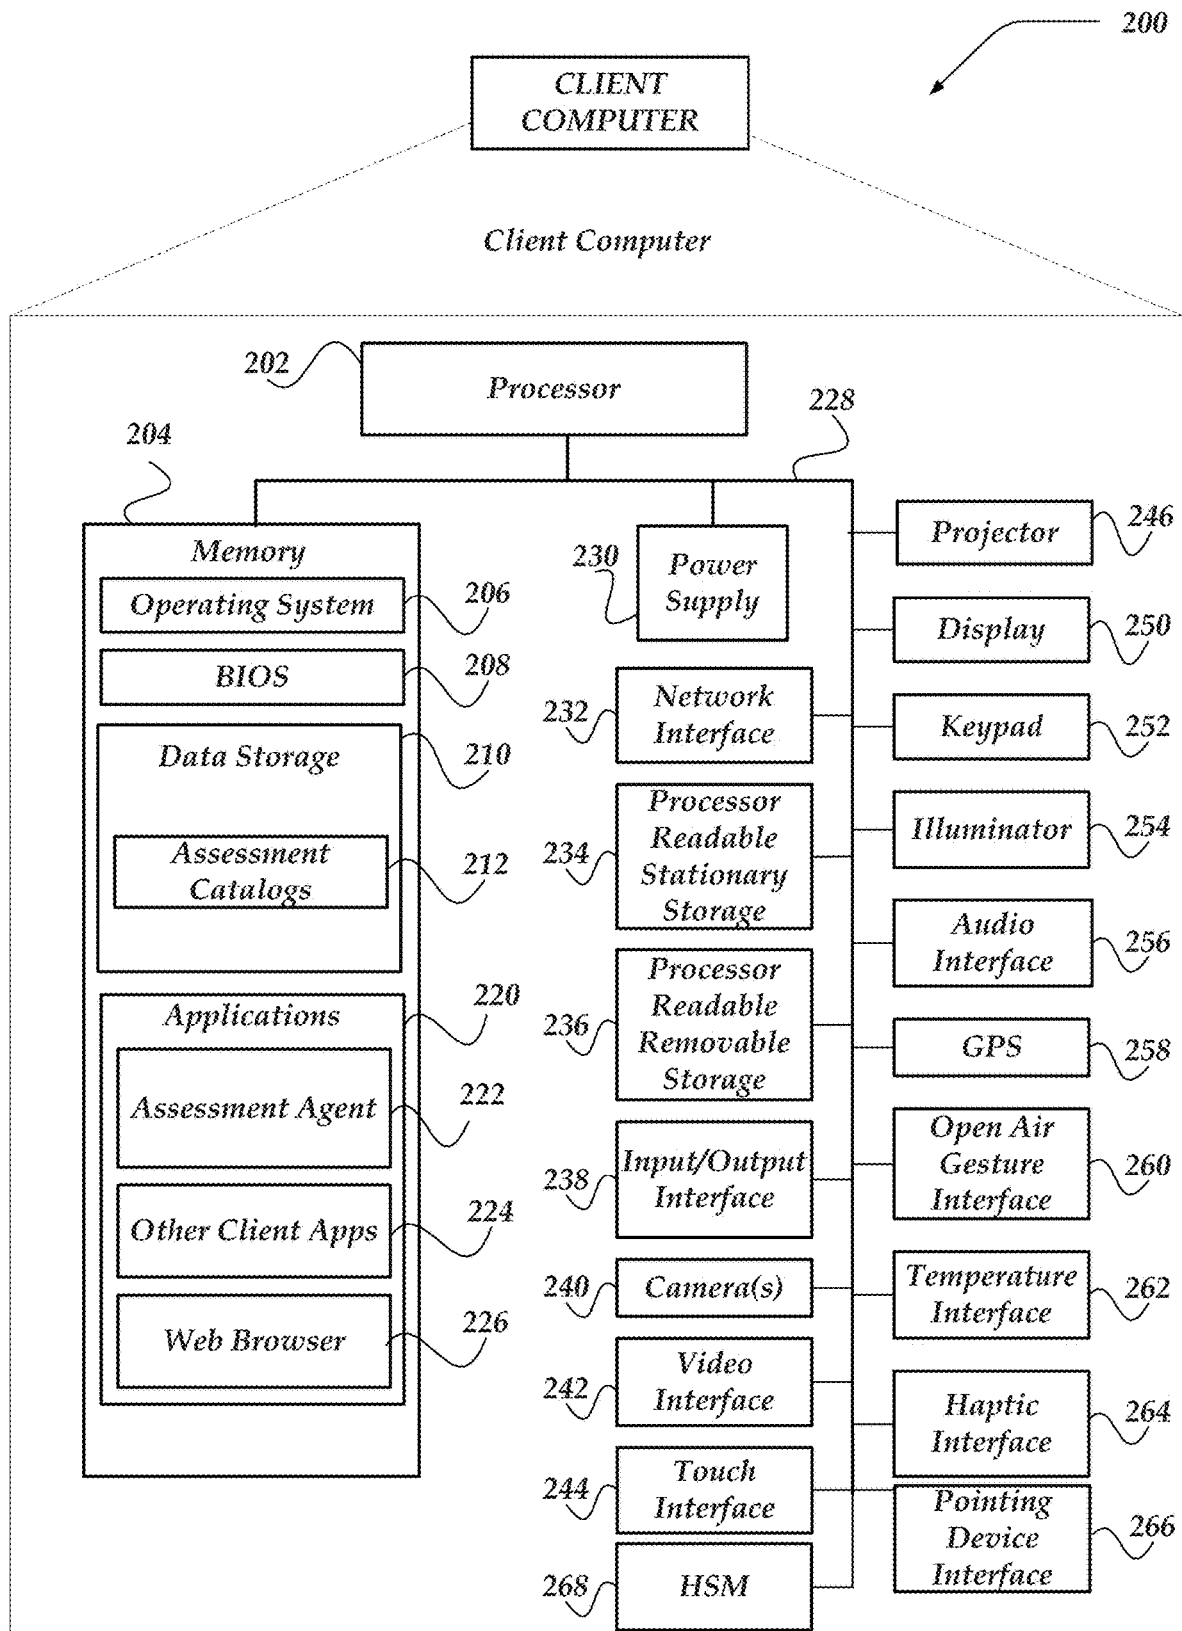 200
CLIENT
COMPUTER
Client Computer
202
Processor
228
204
Memory
Operating System
206
BIOS
208
Data Storage
210
Assessment
Catalogs
212
Applications
220
Assessment Agent
222
Other Client Apps
224
Web Browser
226
230
Power
Supply
232
Network
Interface
234
Processor
Readable
Stationary
Storage
236
Processor
Readable
Removable
Storage
238
Input/Output
Interface
240
Camera(s)
242
Video
Interface
244
Touch
Interface
268
HSM
Projector
246
Display
250
Keypad
252
Illuminator
254
Audio
Interface
256
GPS
258
Open Air
Gesture
Interface
260
Temperature
Interface
262
Haptic
Interface
264
Pointing
Device
Interface
266